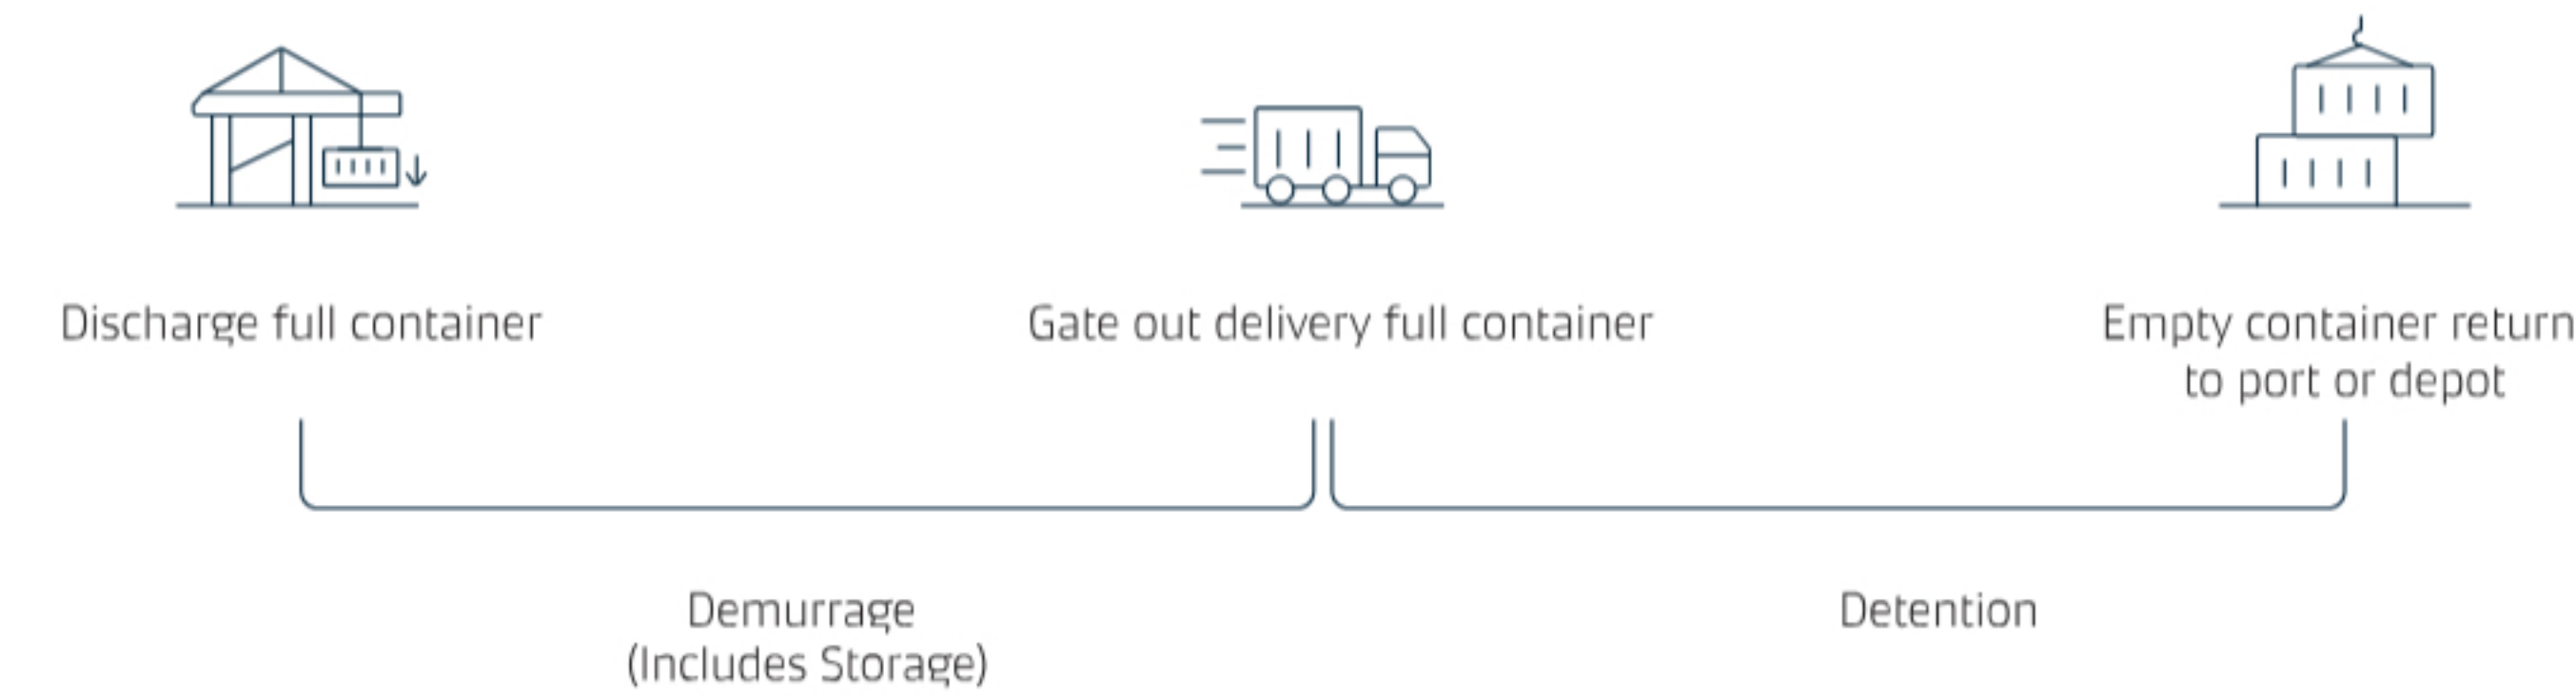 Discharge full container
Gate out delivery full container
Empty container return
to port or depot
Demurrage
(Includes Storage)
Detention